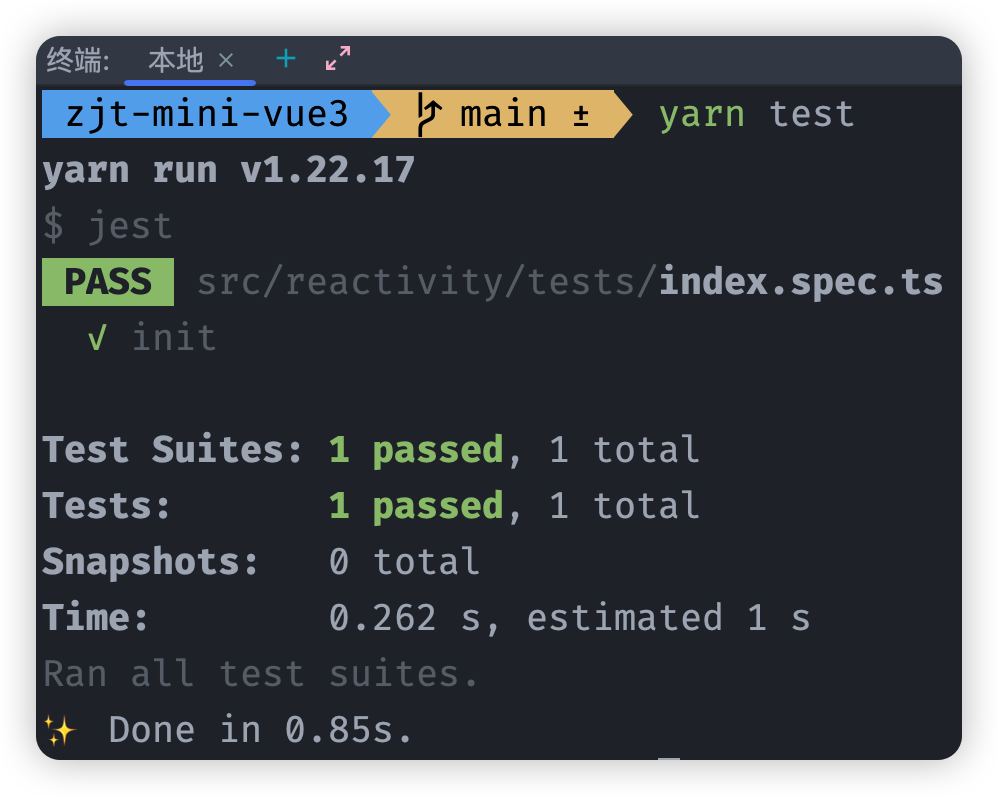 终端: 本地 × +
zjt-mini-vue3 main ± yarn test
yarn run v1.22.17
$ jest
PASS src/reactivity/tests/index.spec.ts
√ init
Test Suites: 1 passed, 1 total
Tests: 1 passed, 1 total
Snapshots: 0 total
Time: 0.262 s, estimated 1 s
Ran all test suites.
✨ Done in 0.85s.